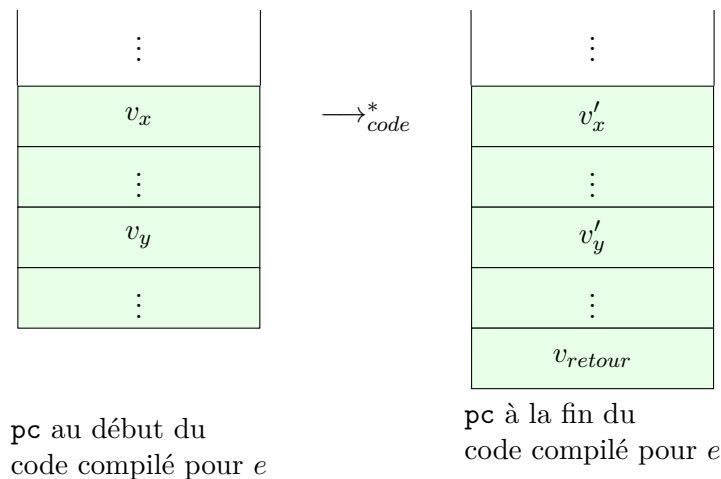 ⋮ ⋮
v_x ⟶*_code v'_x
⋮ ⋮
v_y v'_y
⋮ ⋮
v_retour
pc au début du
code compilé pour e
pc à la fin du
code compilé pour e